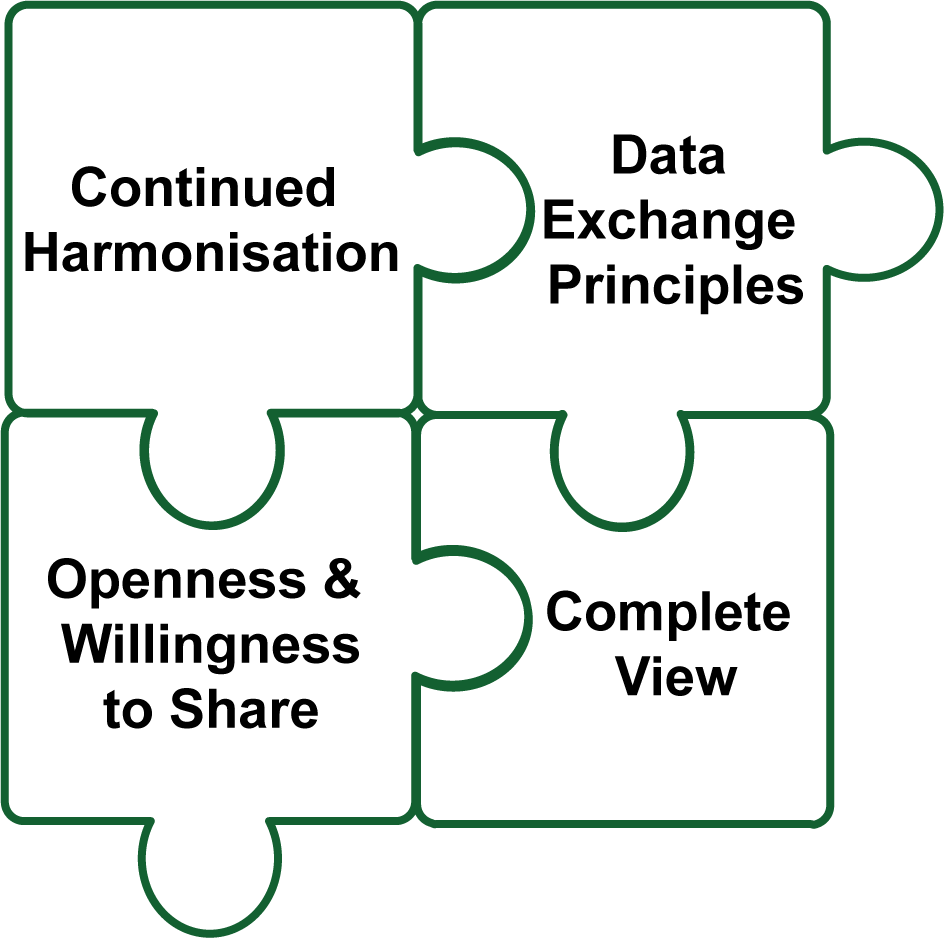 Continued
Harmonisation
Data
Exchange
Principles
Openness &
Willingness
to Share
Complete
View